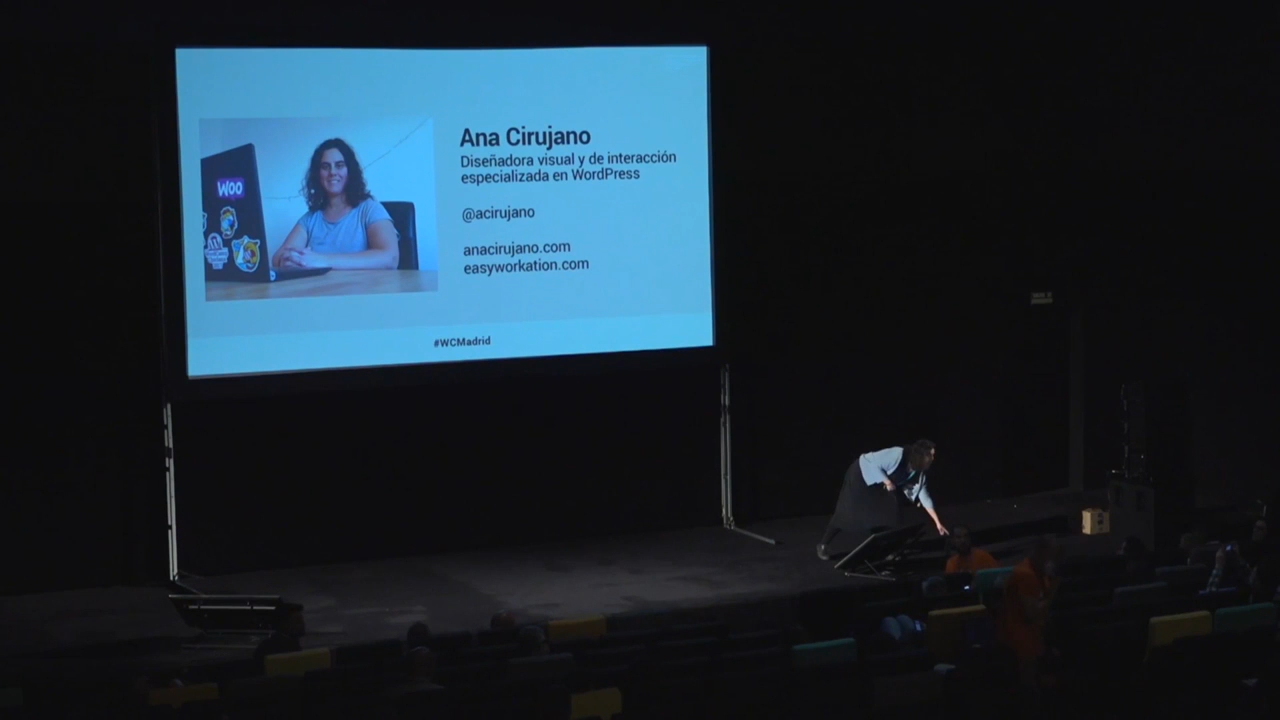 Ana Cirujano
Diseñadora visual y de interacción
especializada en WordPress
@acirujano
anacirujano.com
easyworkation.com
WOO
#WCMadrid